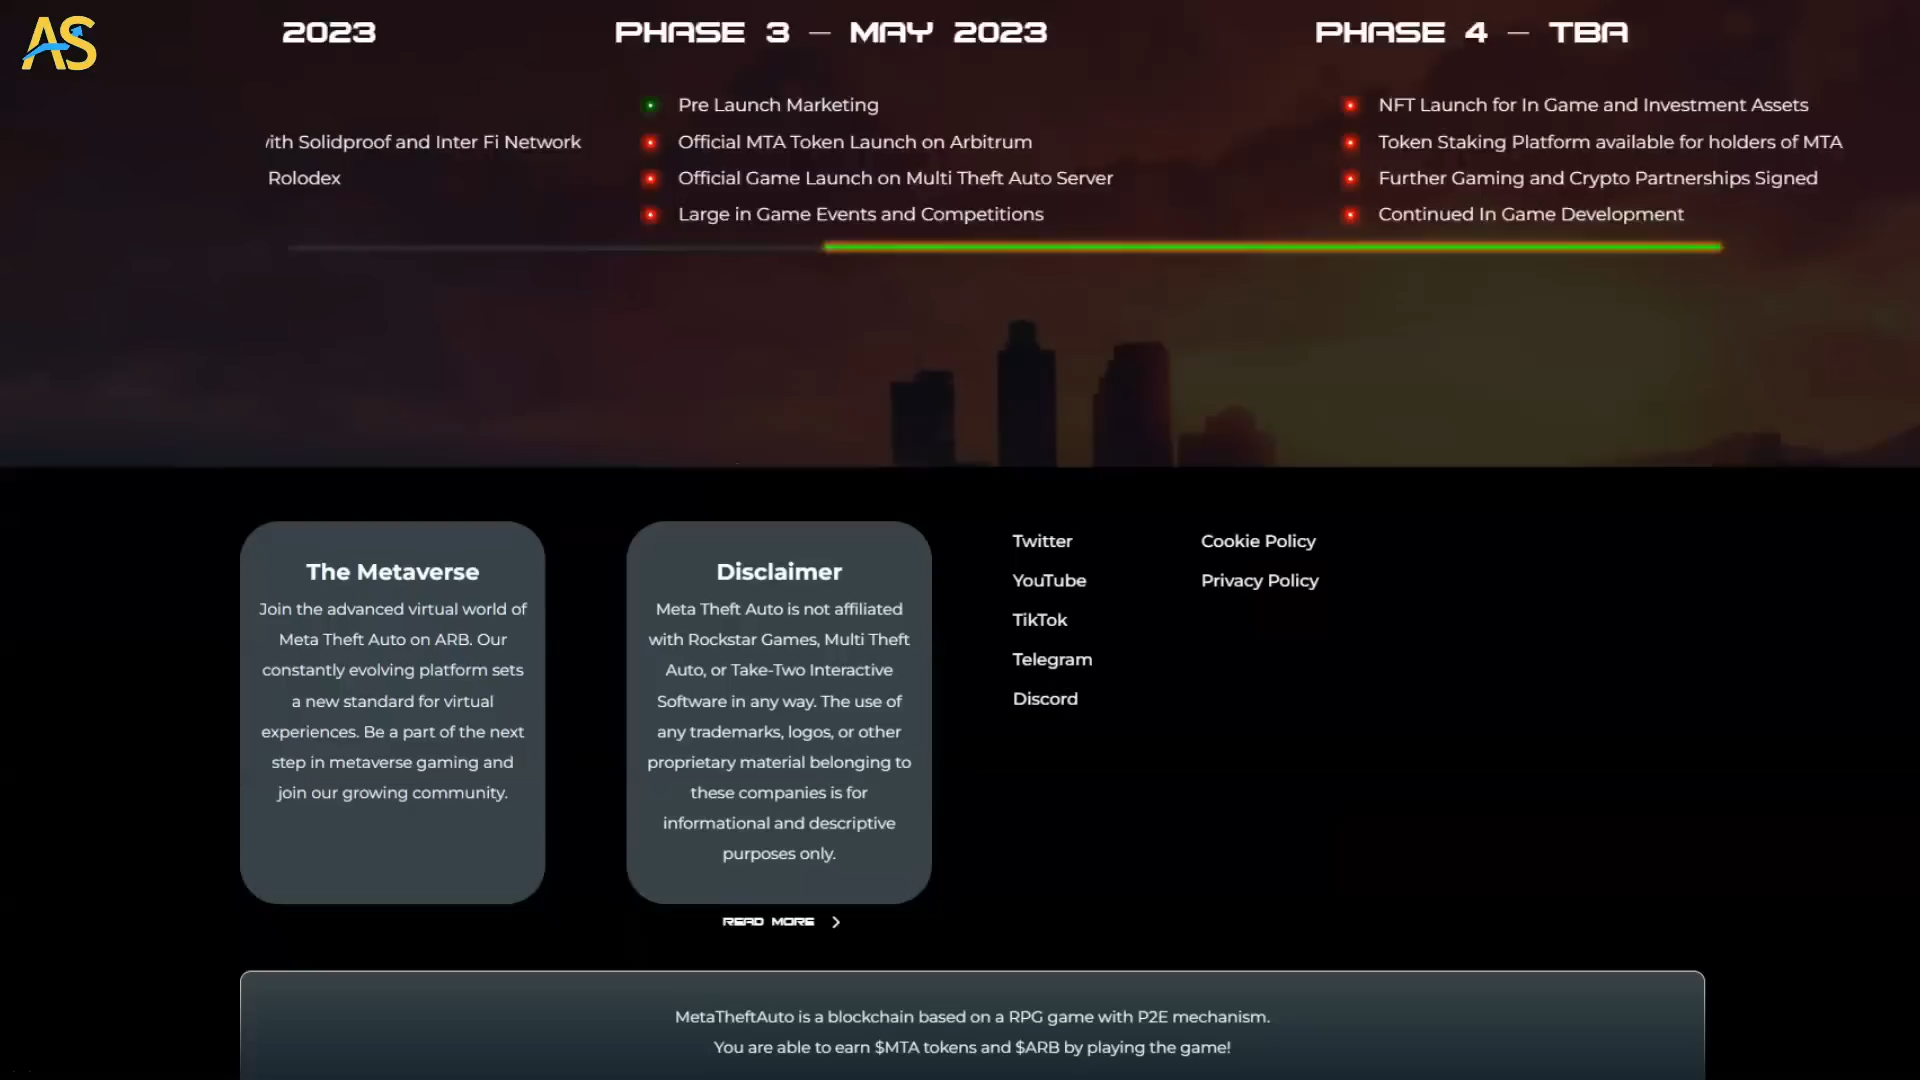 AS
2023
PHASE 3 — MAY 2023
PHASE 4 — TBA
with Solidproof and Inter Fi Network
Rolodex
Pre Launch Marketing
Official MTA Token Launch on Arbitrum
Official Game Launch on Multi Theft Auto Server
Large in Game Events and Competitions
NFT Launch for In Game and Investment Assets
Token Staking Platform available for holders of MTA
Further Gaming and Crypto Partnerships Signed
Continued In Game Development
The Metaverse
Join the advanced virtual world of
Meta Theft Auto on ARB. Our
constantly evolving platform sets
a new standard for virtual
experiences. Be a part of the next
step in metaverse gaming and
join our growing community.
Disclaimer
Meta Theft Auto is not affiliated
with Rockstar Games, Multi Theft
Auto, or Take-Two Interactive
Software in any way. The use of
any trademarks, logos, or other
proprietary material belonging to
these companies is for
informational and descriptive
purposes only.
READ MORE
Twitter
YouTube
TikTok
Telegram
Discord
Cookie Policy
Privacy Policy
MetaTheftAuto is a blockchain based on a RPG game with P2E mechanism.
You are able to earn $MTA tokens and $ARB by playing the game!